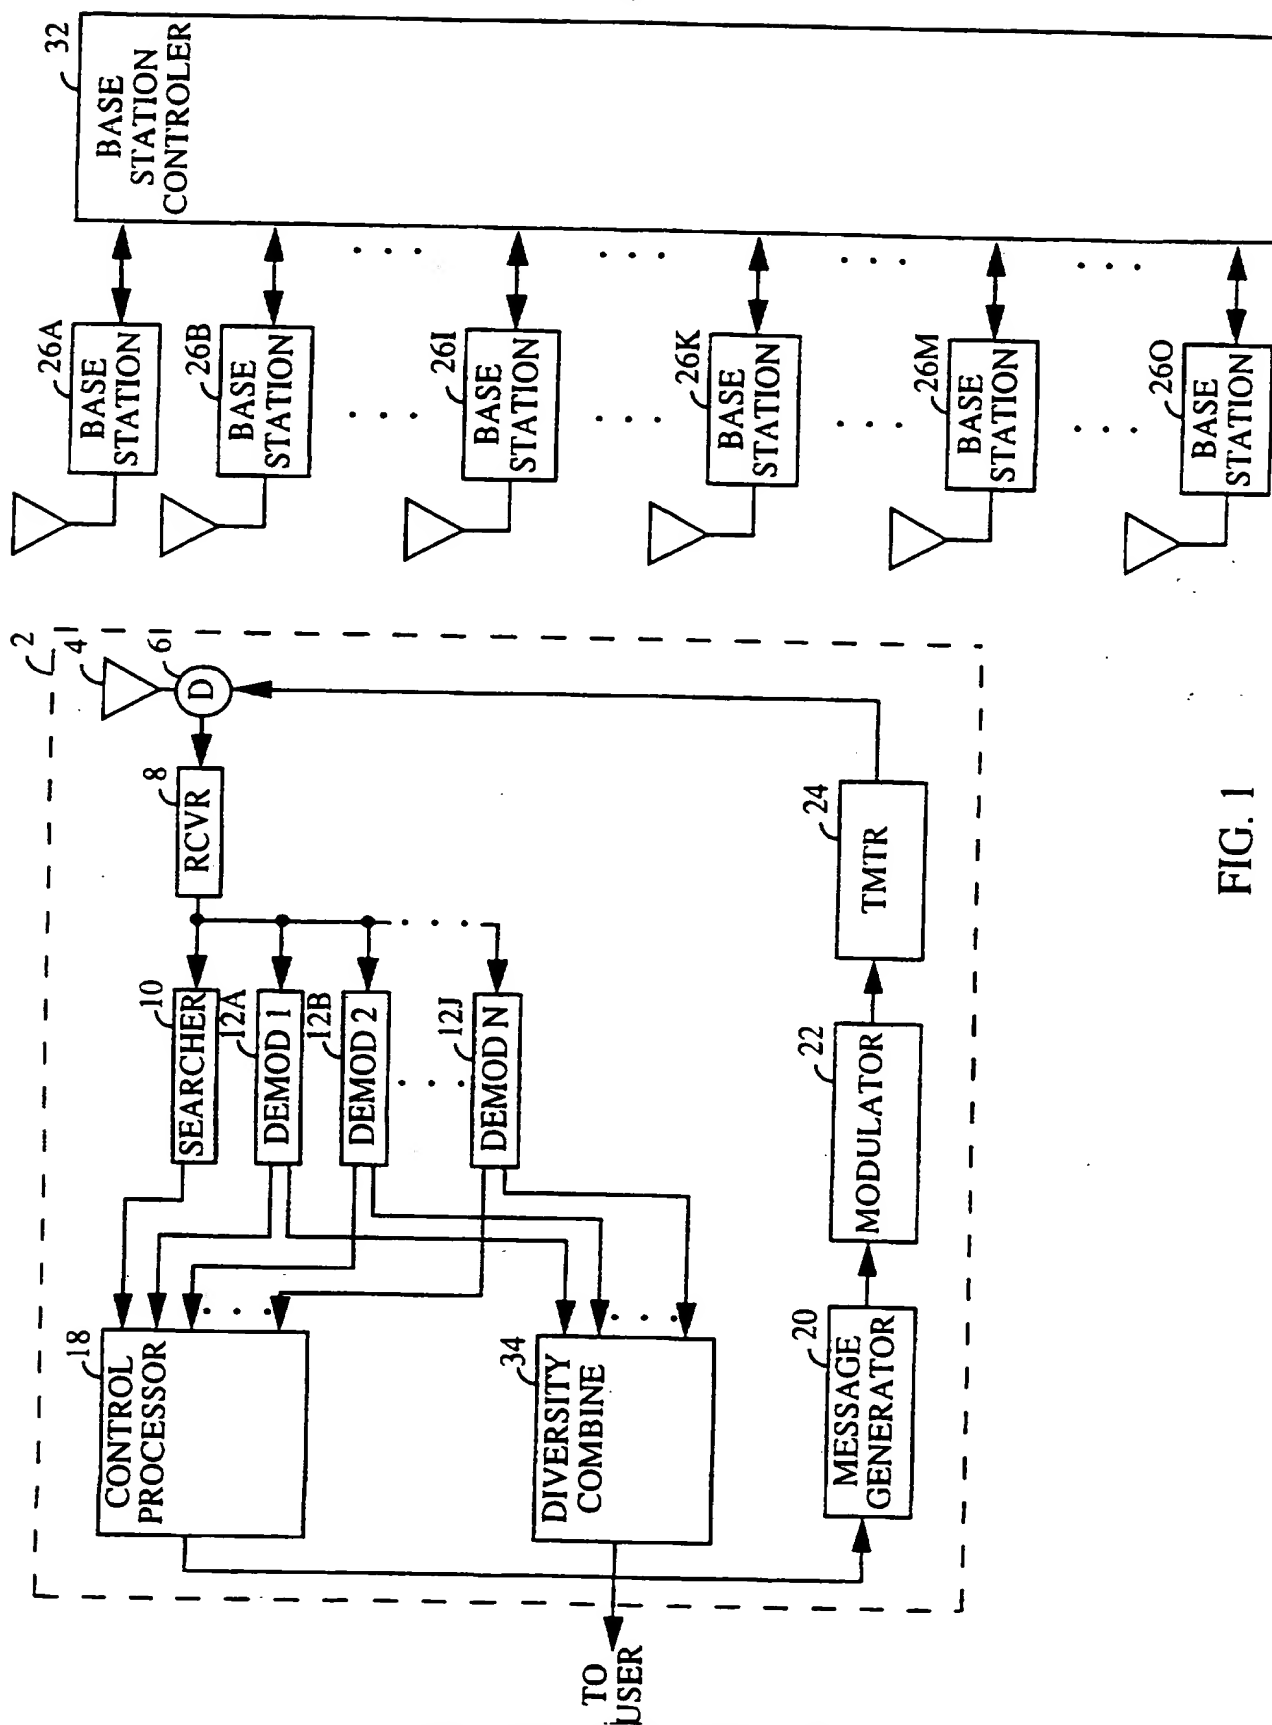 32
BASE
STATION
CONTROLER
26A
BASE
STATION
26B
BASE
STATION
26I
BASE
STATION
26K
BASE
STATION
26M
BASE
STATION
26O
BASE
STATION
2
4
6
D
8
RCVR
10
SEARCHER
12A
DEMOD 1
12B
DEMOD 2
12J
DEMOD N
18
CONTROL
PROCESSOR
34
DIVERSITY
COMBINE
20
MESSAGE
GENERATOR
22
MODULATOR
24
TMTR
TO
USER
FIG. 1